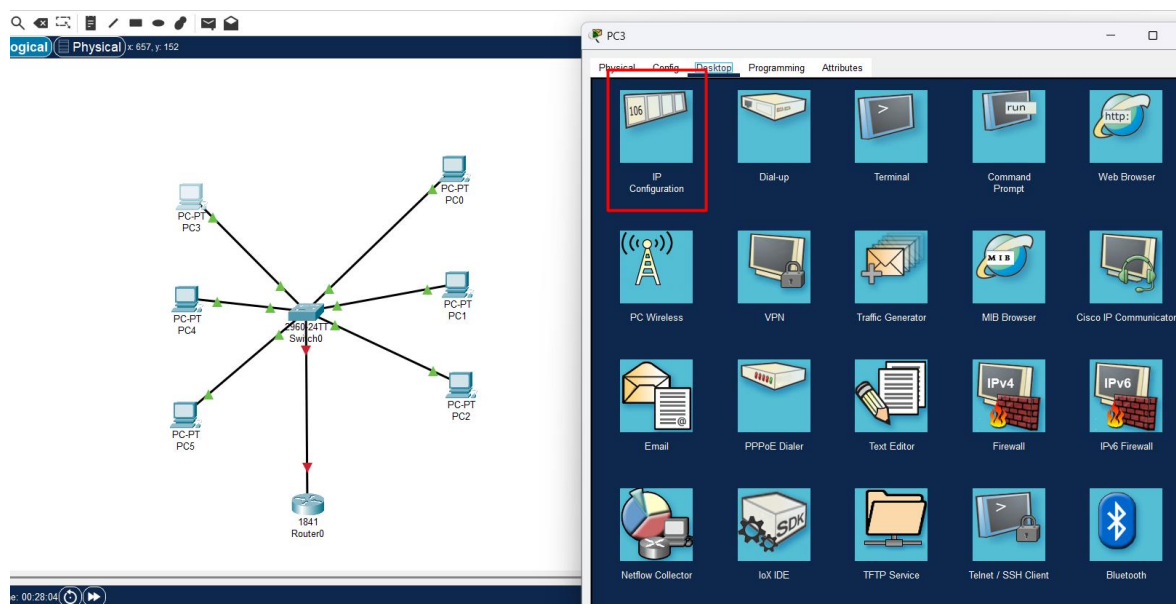 PC3
ogical
Physical
x: 657, y: 152
Physical Config Desktop Programming Attributes
106
IP
Configuration
Dial-up
>
Terminal
run
Command
Prompt
http:
Web Browser
PC-PT
PC3
PC-PT
PC0
PC-PT
PC4
PC-PT
PC1
2960-24TT
Switch0
PC-PT
PC5
PC-PT
PC2
1841
Router0
PC Wireless
VPN
Traffic Generator
MIB
MIB Browser
Cisco IP Communicator
@
Email
PPPoE Dialer
Text Editor
IPv4
Firewall
IPv6
IPv6 Firewall
Netflow Collector
SDK
IoX IDE
TFTP Service
>
Telnet / SSH Client
Bluetooth
e: 00:28:04